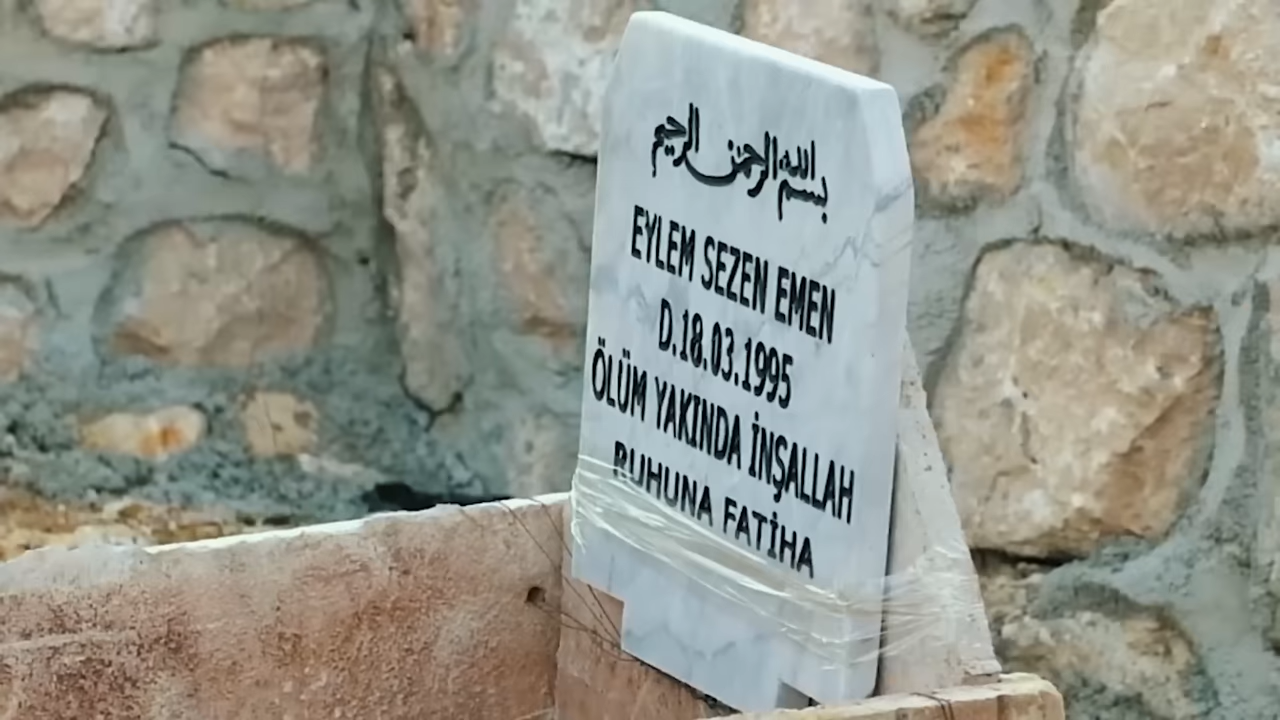 بسم الله الرحمن الرحيم
EYLEM SEZEN EMEN
D.18.03.1995
ÖLÜM YAKINDA İNŞALLAH
RUHUNA FATİHA